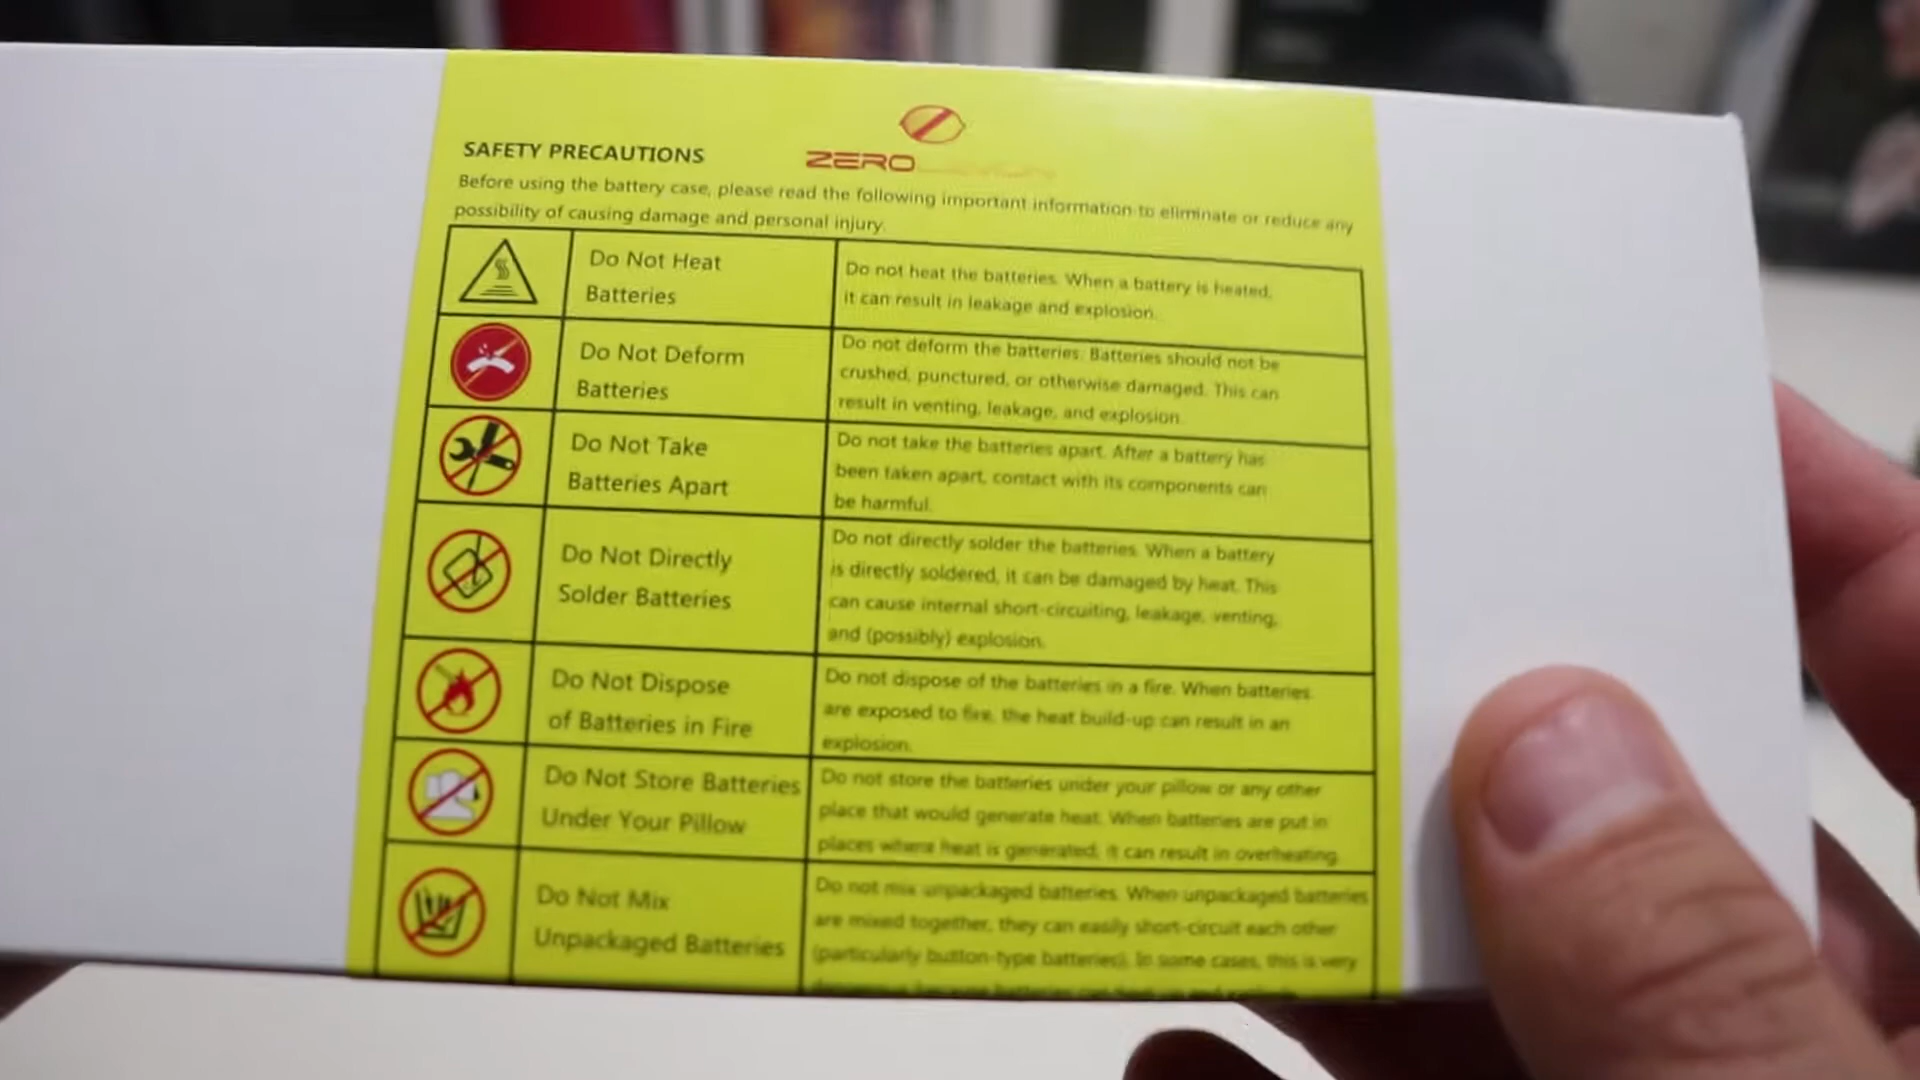 SAFETY PRECAUTIONS
ZERO
Before using the battery case, please read the following important information to eliminate or reduce any
possibility of causing damage and personal injury.
Do Not Heat
Batteries
Do not heat the batteries. When a battery is heated,
it can result in leakage and explosion.
Do Not Deform
Batteries
Do not deform the batteries. Batteries should not be
crushed, punctured, or otherwise damaged. This can
result in venting, leakage, and explosion.
Do Not Take
Batteries Apart
Do not take the batteries apart. After a battery has
been taken apart, contact with its components can
be harmful.
Do Not Directly
Solder Batteries
Do not directly solder the batteries. When a battery
is directly soldered, it can be damaged by heat. This
can cause internal short-circuiting, leakage, venting,
and (possibly) explosion.
Do Not Dispose
of Batteries in Fire
Do not dispose of the batteries in a fire. When batteries
are exposed to fire, the heat build-up can result in an
explosion.
Do Not Store Batteries
Under Your Pillow
Do not store the batteries under your pillow or any other
place that would generate heat. When batteries are put in
places where heat is generated, it can result in overheating.
Do Not Mix
Unpackaged Batteries
Do not mix unpackaged batteries. When unpackaged batteries
are mixed together, they can easily short-circuit each other
(particularly button-type batteries). In some cases, this is very